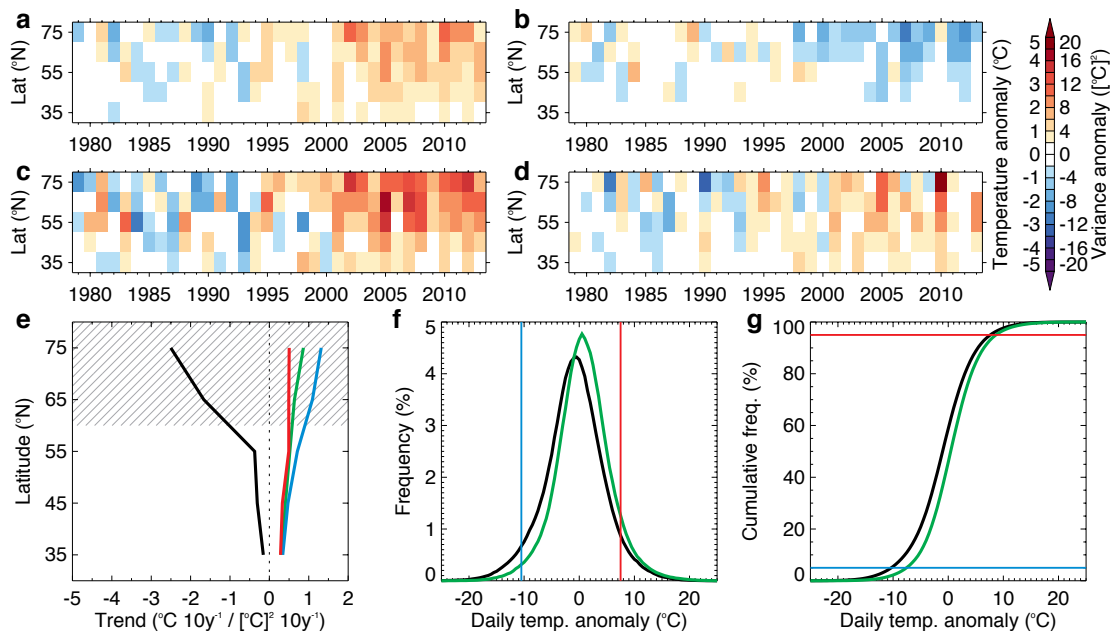 a
b
Lat (°N)
75
55
35
1980 1985 1990 1995 2000 2005 2010
75
55
35
1980 1985 1990 1995 2000 2005 2010
c
d
Lat (°N)
75
55
35
1980 1985 1990 1995 2000 2005 2010
Lat (°N)
75
55
35
1980 1985 1990 1995 2000 2005 2010
Lat (°N)
Temperature anomaly (°C)
5 20
4 16
3 12
2 8
1 4
0 0
-1 -4
-2 -8
-3 -12
-4 -16
-5 -20
Variance anomaly ([°C]²)
e
Latitude (°N)
75
65
55
45
35
-5 -4 -3 -2 -1 0 1 2
Trend (°C 10y⁻¹ / [°C]² 10y⁻¹)
f
Frequency (%)
5
4
3
2
1
0
-20 -10 0 10 20
Daily temp. anomaly (°C)
g
Cumulative freq. (%)
100
80
60
40
20
0
-20 -10 0 10 20
Daily temp. anomaly (°C)